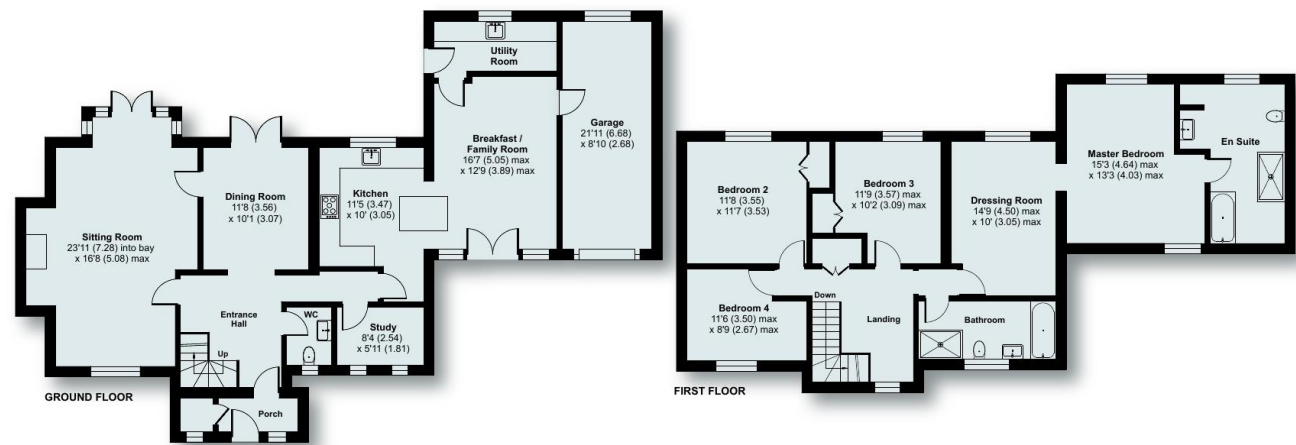 Utility
Room
Breakfast /
Family Room
16'7 (5.05) max
x 12'9 (3.89) max
Garage
21'11 (6.68)
x 8'10 (2.68)
Sitting Room
23'11 (7.28) into bay
x 16'8 (5.08) max
Dining Room
11'8 (3.56)
x 10'1 (3.07)
Kitchen
11'5 (3.47)
x 10' (3.05)
Entrance
Hall
Up
WC
Study
8'4 (2.54)
x 5'11 (1.81)
Porch
GROUND FLOOR
Bedroom 2
11'8 (3.55)
x 11'7 (3.53)
Bedroom 3
11'9 (3.57) max
x 10'2 (3.09) max
Dressing Room
14'9 (4.50) max
x 10' (3.05) max
Master Bedroom
15'3 (4.64) max
x 13'3 (4.03) max
En Suite
Bedroom 4
11'6 (3.50) max
x 8'9 (2.67) max
Down
Landing
Bathroom
FIRST FLOOR